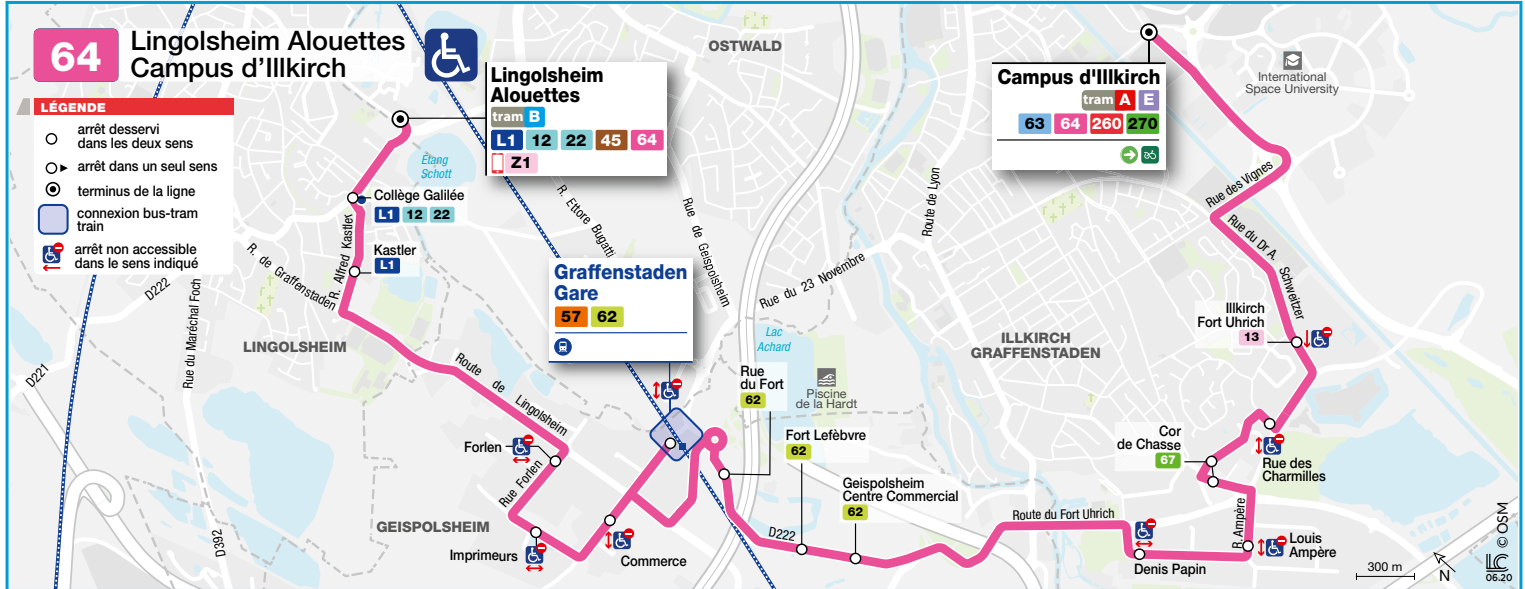 64
Lingolsheim Alouettes
Campus d'Illkirch
LÉGENDE
arrêt desservi
dans les deux sens
arrêt dans un seul sens
terminus de la ligne
connexion bus-tram
train
arrêt non accessible
dans le sens indiqué
Lingolsheim
Alouettes
tram B
L1 12 22 45 64
Z1
OSTWALD
Campus d'Illkirch
tram A E
63 64 260 270
International
Space University
Étang
Schott
Collège Galilée
L1 12 22
Kastler
L1
R. Alfred Kastler
R. de Graffenstaden
D222
D221
Rue du Maréchal Foch
LINGOLSHEIM
D392
R. Ettore Bugatti
Rue de Geispolsheim
Route de Lyon
Rue du 23 Novembre
Graffenstaden
Gare
57 62
Lac
Achard
Piscine
de la Hardt
ILLKIRCH
GRAFFENSTADEN
Rue des Vignes
Rue du Dr A. Schweitzer
Illkirch
Fort Uhrich
13
Route de Lingolsheim
Forlen
Rue Forlen
GEISPOLSHEIM
Imprimeurs
Commerce
Rue
du Fort
62
Fort Lefèbvre
62
Geispolsheim
Centre Commercial
62
D222
Route du Fort Uhrich
Cor
de Chasse
67
Rue des
Charmilles
R. Ampère
Louis
Ampère
Denis Papin
300 m
N
© OSM
LC
06.20